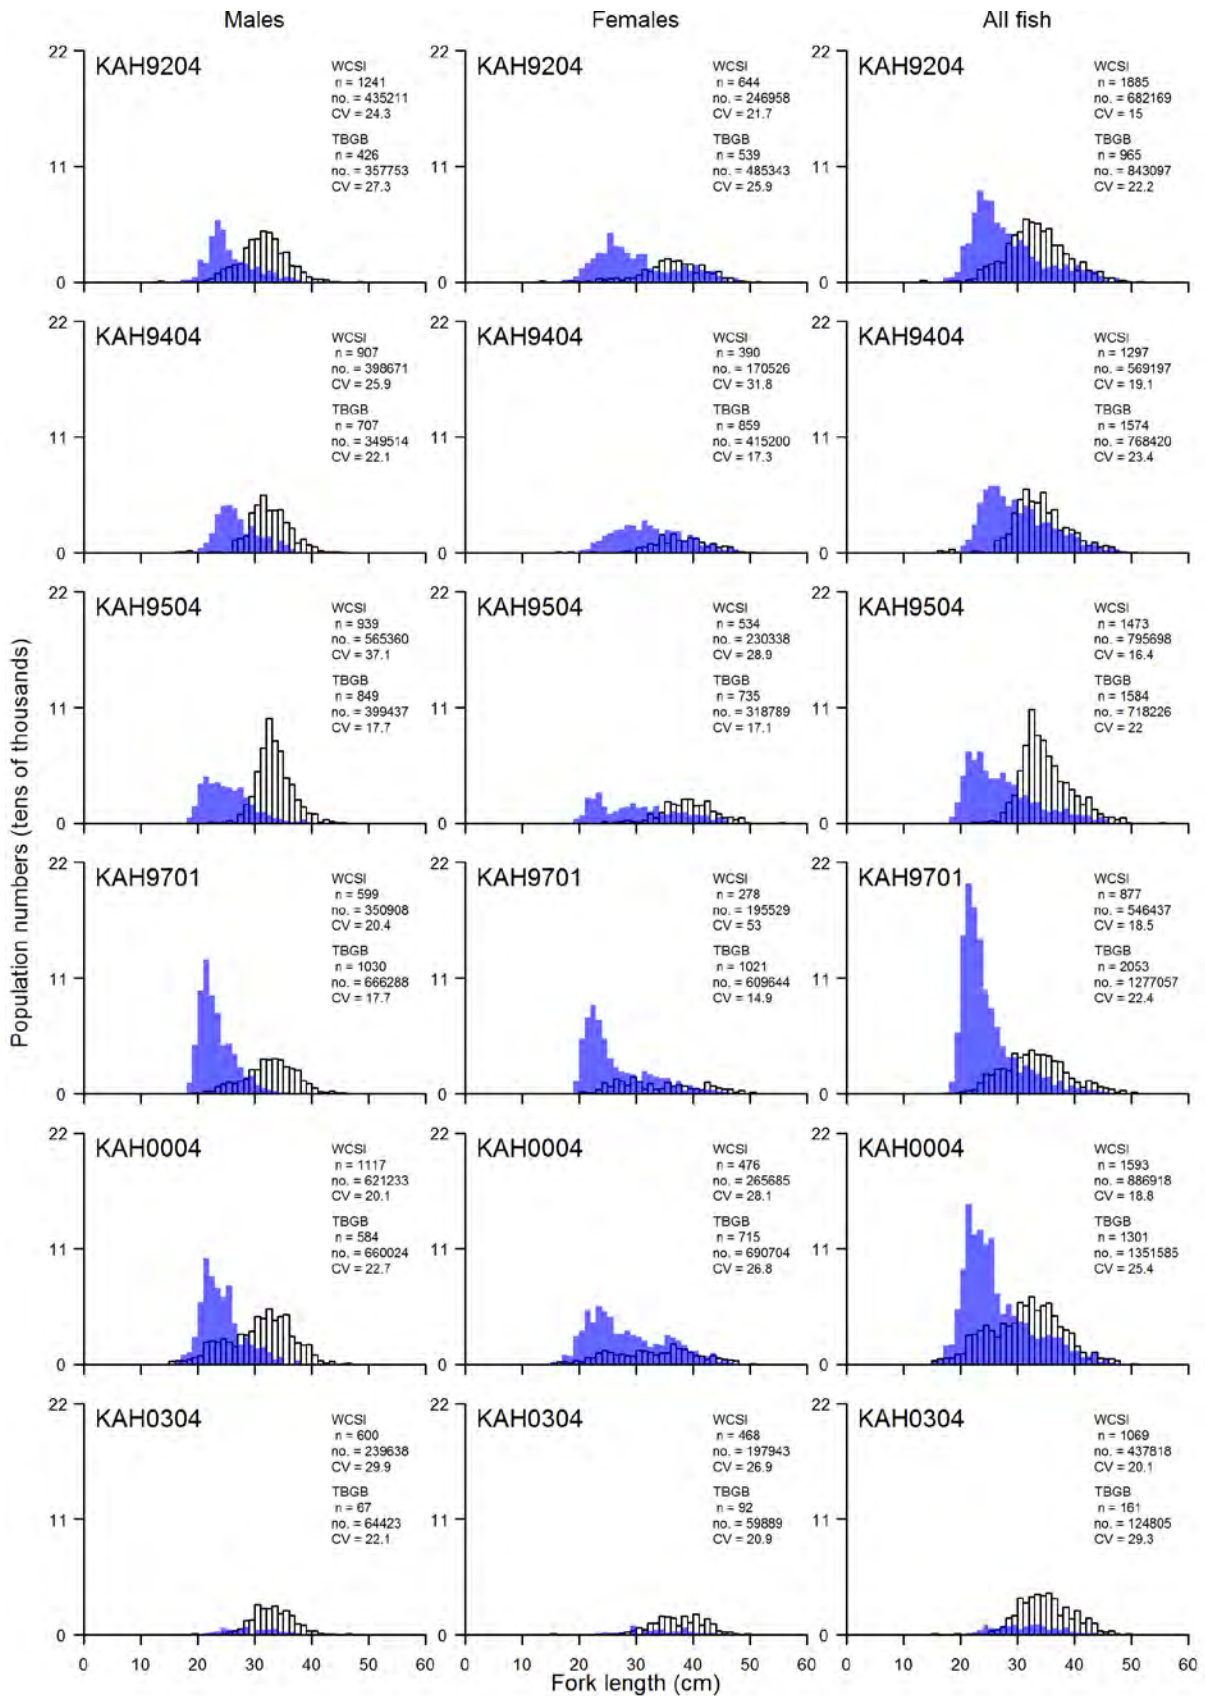 Males Females All fish
22 KAH9204 WCSI
n = 1241
no. = 435211
CV = 24.3
TBGB
n = 426
no. = 357753
CV = 27.3
11
0
22 KAH9204 WCSI
n = 644
no. = 246958
CV = 21.7
TBGB
n = 539
no. = 485343
CV = 25.9
11
0
22 KAH9204 WCSI
n = 1885
no. = 682169
CV = 15
TBGB
n = 965
no. = 843097
CV = 22.2
11
0
22 KAH9404 WCSI
n = 907
no. = 398671
CV = 25.9
TBGB
n = 707
no. = 349514
CV = 22.1
11
0
22 KAH9404 WCSI
n = 390
no. = 170526
CV = 31.8
TBGB
n = 859
no. = 415200
CV = 17.3
11
0
22 KAH9404 WCSI
n = 1297
no. = 569197
CV = 19.1
TBGB
n = 1574
no. = 768420
CV = 23.4
11
0
22 KAH9504 WCSI
n = 939
no. = 565360
CV = 37.1
TBGB
n = 849
no. = 399437
CV = 17.7
11
0
22 KAH9504 WCSI
n = 534
no. = 230338
CV = 28.9
TBGB
n = 735
no. = 318789
CV = 17.1
11
0
22 KAH9504 WCSI
n = 1473
no. = 795698
CV = 16.4
TBGB
n = 1584
no. = 718226
CV = 22
11
0
Population numbers (tens of thousands)
22 KAH9701 WCSI
n = 599
no. = 350908
CV = 20.4
TBGB
n = 1030
no. = 666288
CV = 17.7
11
0
22 KAH9701 WCSI
n = 278
no. = 195529
CV = 53
TBGB
n = 1021
no. = 609644
CV = 14.9
11
0
22 KAH9701 WCSI
n = 877
no. = 546437
CV = 18.5
TBGB
n = 2053
no. = 1277057
CV = 22.4
11
0
22 KAH0004 WCSI
n = 1117
no. = 621233
CV = 20.1
TBGB
n = 584
no. = 660024
CV = 22.7
11
0
22 KAH0004 WCSI
n = 476
no. = 265685
CV = 28.1
TBGB
n = 715
no. = 690704
CV = 26.8
11
0
22 KAH0004 WCSI
n = 1593
no. = 886918
CV = 18.8
TBGB
n = 1301
no. = 1351585
CV = 25.4
11
0
22 KAH0304 WCSI
n = 600
no. = 239638
CV = 29.9
TBGB
n = 67
no. = 64423
CV = 22.1
11
0
22 KAH0304 WCSI
n = 468
no. = 197943
CV = 26.9
TBGB
n = 92
no. = 59889
CV = 20.9
11
0
22 KAH0304 WCSI
n = 1069
no. = 437818
CV = 20.1
TBGB
n = 161
no. = 124805
CV = 29.3
11
0
0 10 20 30 40 50 60 0 10 20 30 40 50 60 0 10 20 30 40 50 60
Fork length (cm)